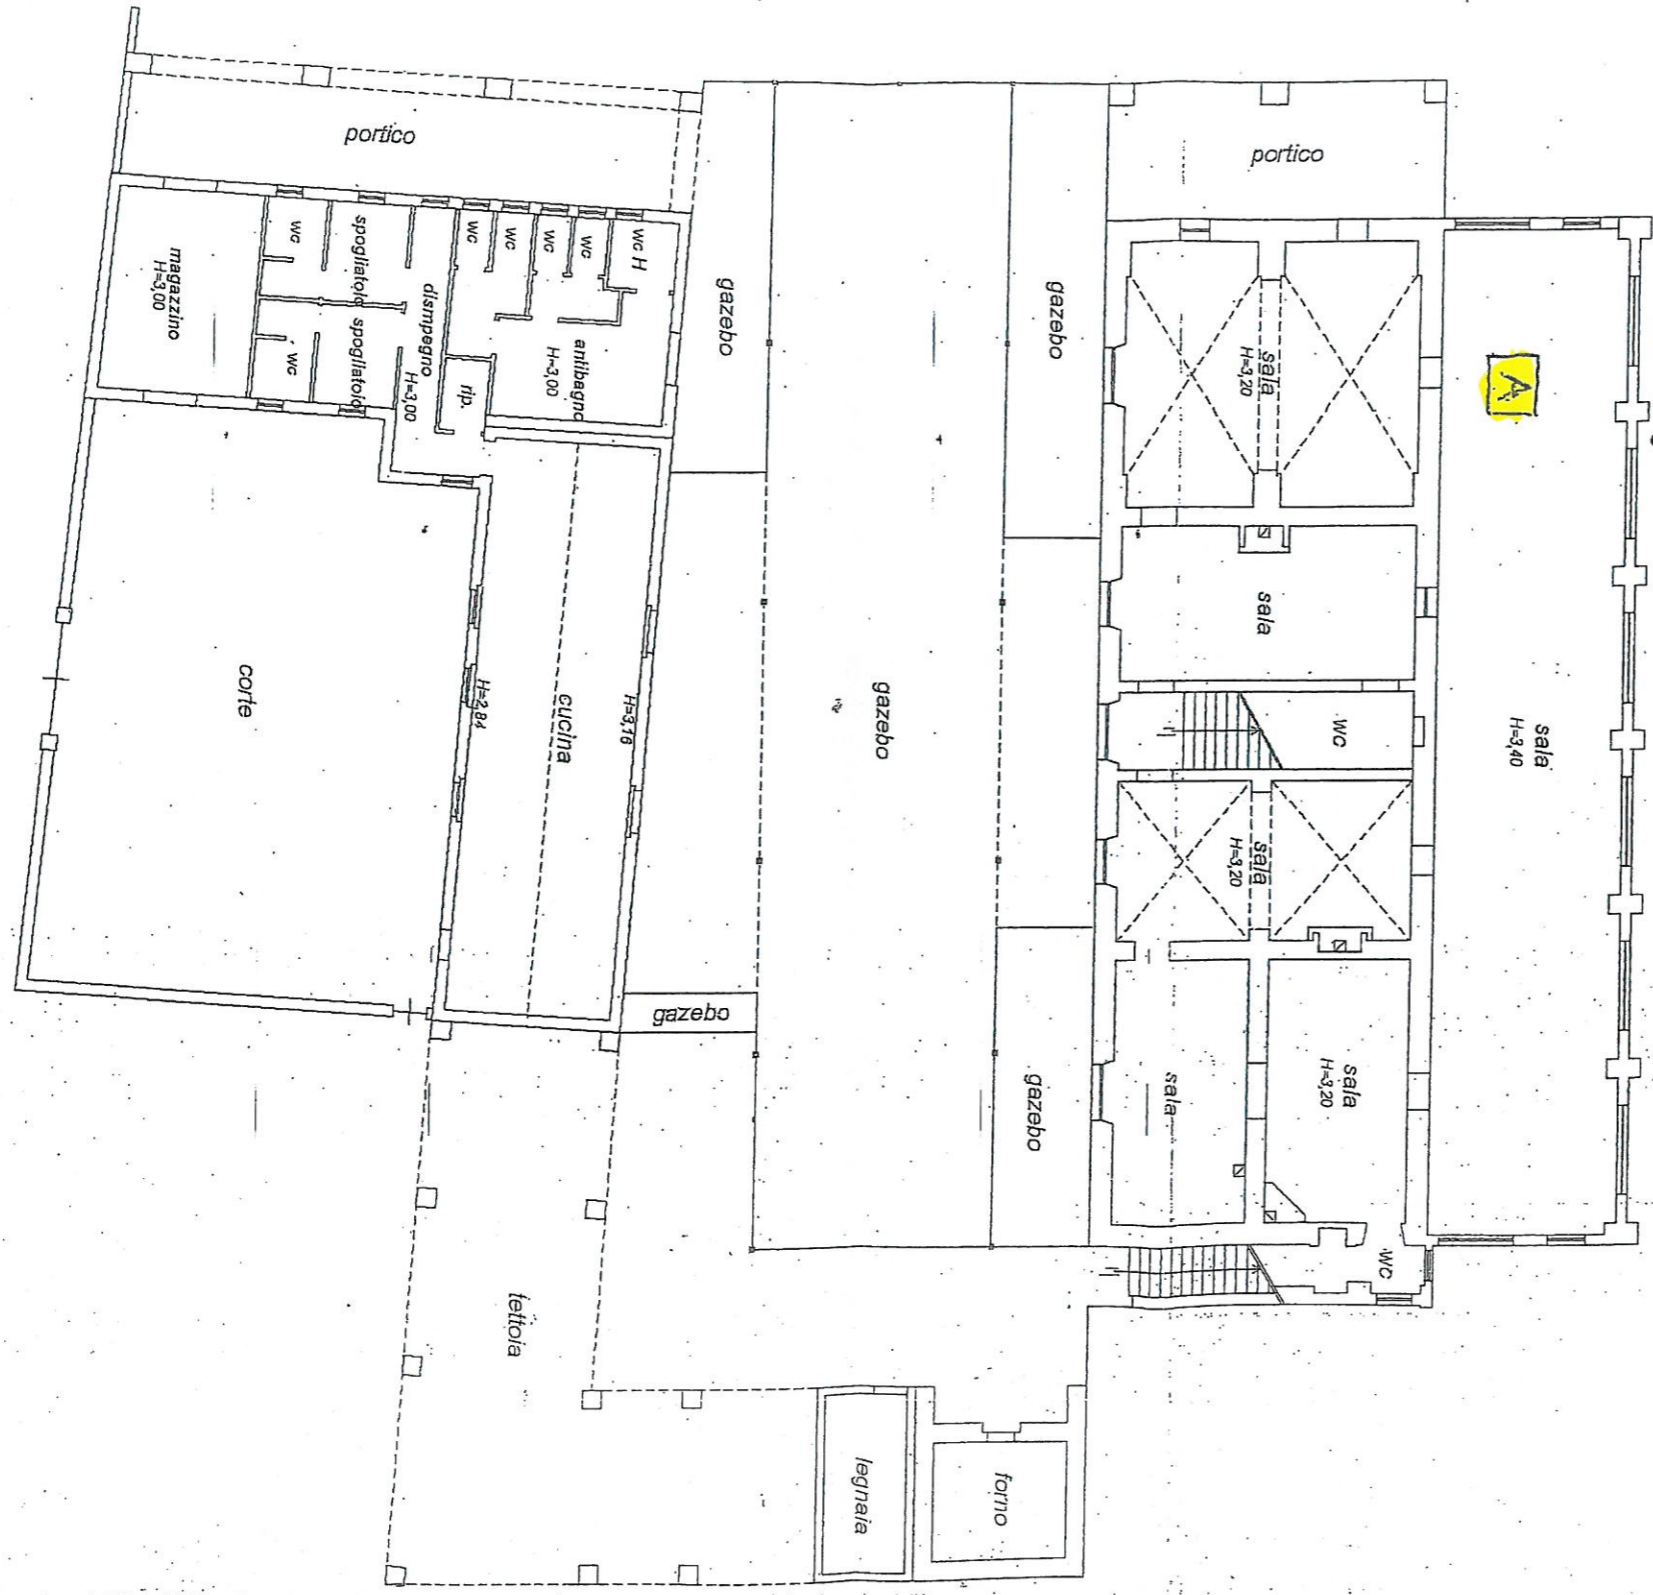 portico
portico
wc
spogliatoio
disimpegno
H=3,00
wc
wc
wc
wc
wc H
magazzino
H=3,00
spogliatoio
wc
rip.
antibagno
H=3,00
gazebo
gazebo
sala
H=3,20
A
sala
corte
H=2,84
cucina
H=3,16
gazebo
wc
sala
H=3,40
sala
H=3,20
gazebo
gazebo
sala
sala
H=3,20
wc
tettoia
legnaia
forno